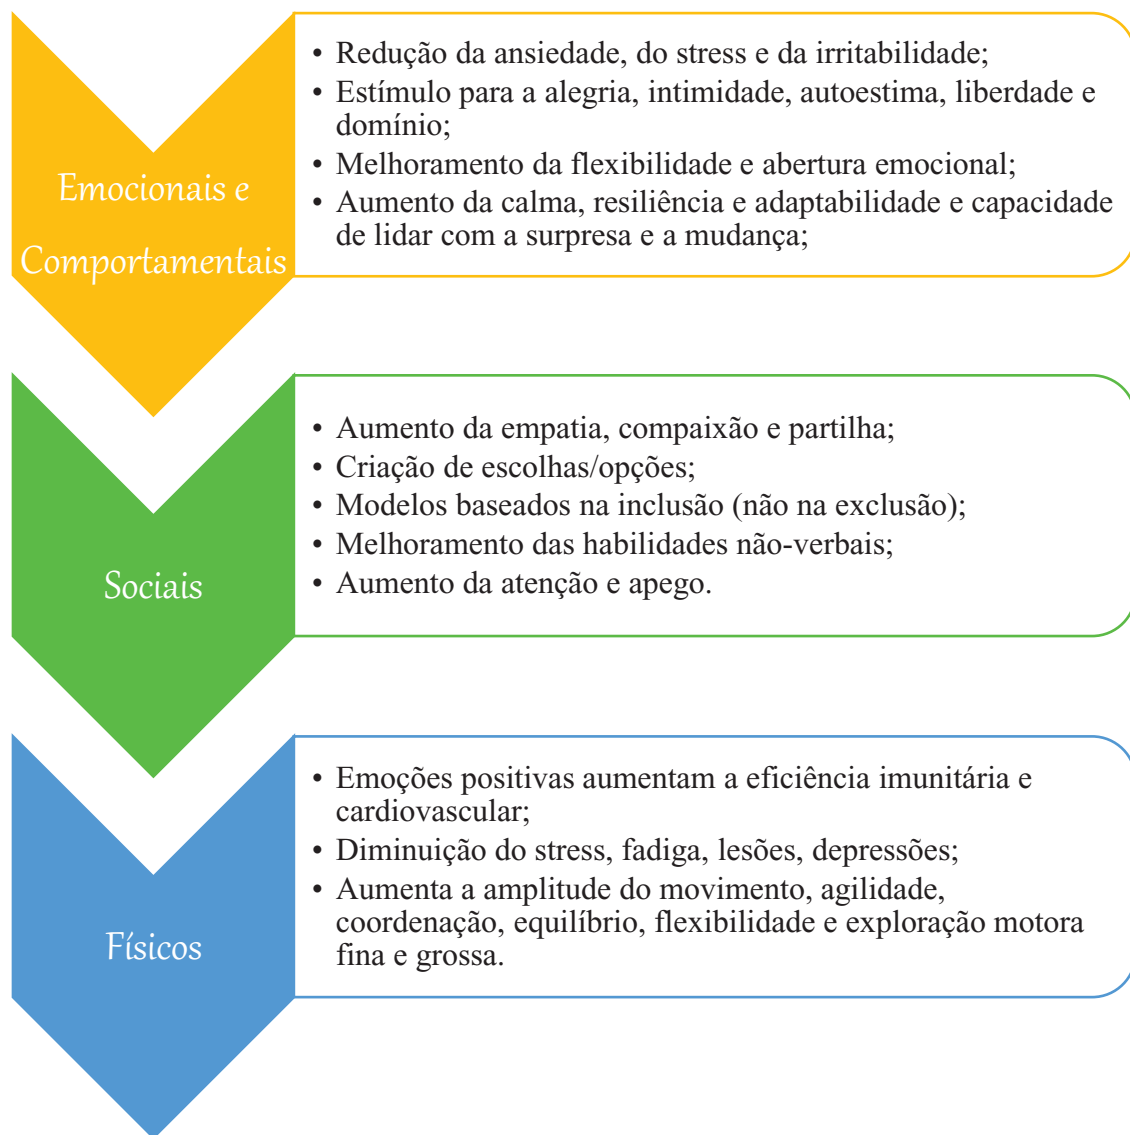 Emocionais e
Comportamentais
• Redução da ansiedade, do stress e da irritabilidade;
• Estímulo para a alegria, intimidade, autoestima, liberdade e
domínio;
• Melhoramento da flexibilidade e abertura emocional;
• Aumento da calma, resiliência e adaptabilidade e capacidade
de lidar com a surpresa e a mudança;
Sociais
• Aumento da empatia, compaixão e partilha;
• Criação de escolhas/opções;
• Modelos baseados na inclusão (não na exclusão);
• Melhoramento das habilidades não-verbais;
• Aumento da atenção e apego.
Físicos
• Emoções positivas aumentam a eficiência imunitária e
cardiovascular;
• Diminuição do stress, fadiga, lesões, depressões;
• Aumenta a amplitude do movimento, agilidade,
coordenação, equilíbrio, flexibilidade e exploração motora
fina e grossa.